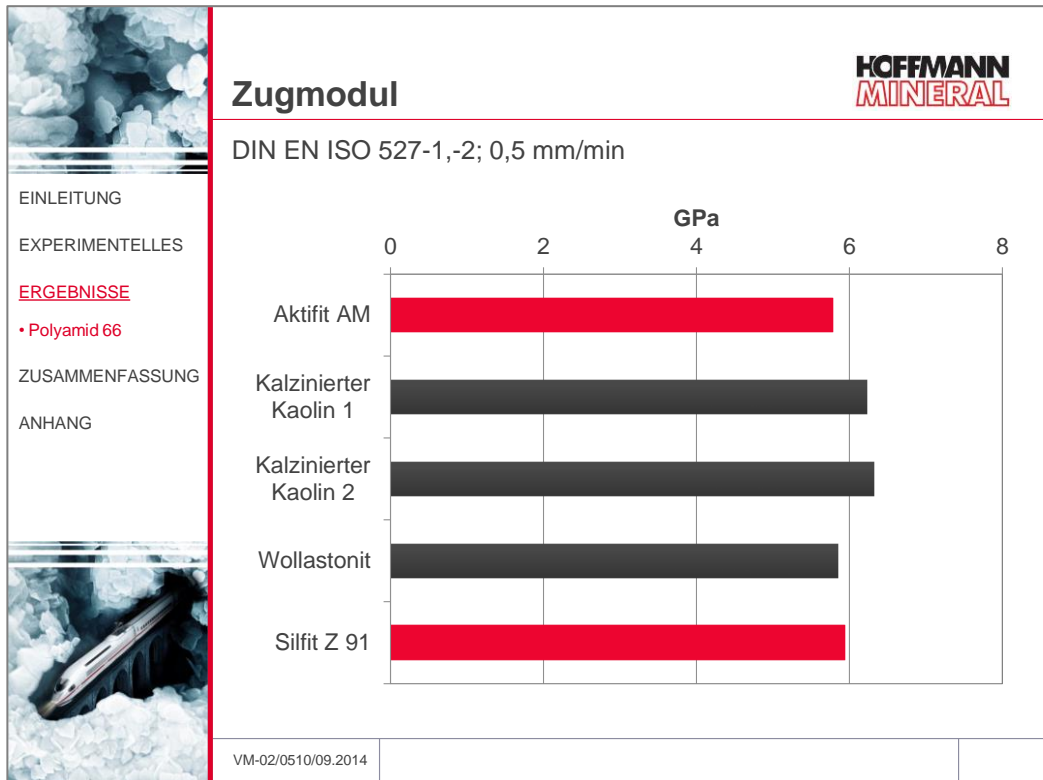 Zugmodul
HOFFMANN
MINERAL
DIN EN ISO 527-1,-2; 0,5 mm/min
EINLEITUNG
EXPERIMENTELLES
ERGEBNISSE
• Polyamid 66
ZUSAMMENFASSUNG
ANHANG
GPa
0 2 4 6 8
Aktifit AM
Kalzinierter
Kaolin 1
Kalzinierter
Kaolin 2
Wollastonit
Silfit Z 91
VM-02/0510/09.2014